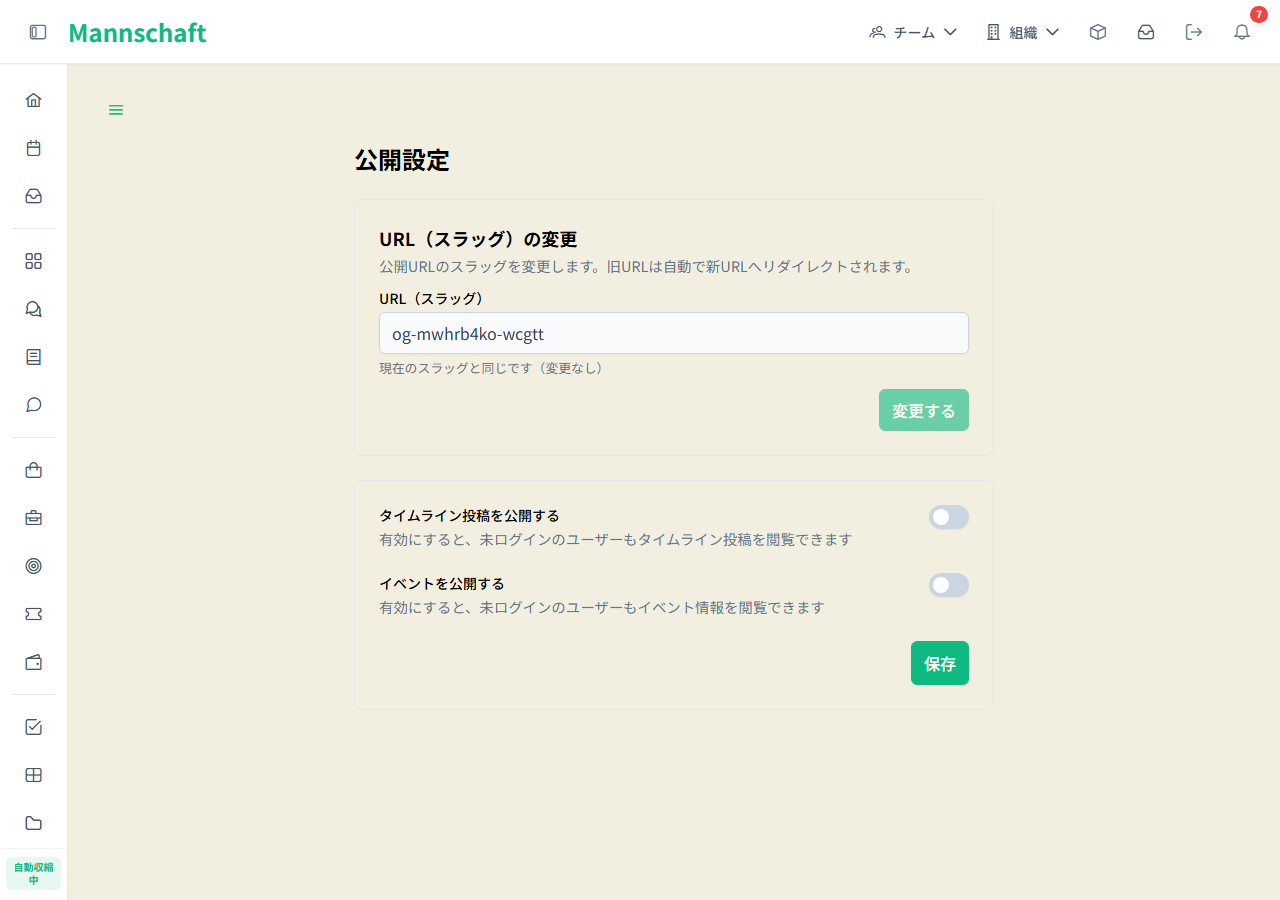 Mannschaft
チーム
組織
7
公開設定
URL（スラッグ）の変更
公開URLのスラッグを変更します。旧URLは自動で新URLへリダイレクトされます。
URL（スラッグ）
og-mwhrb4ko-wcgtt
現在のスラッグと同じです（変更なし）
変更する
タイムライン投稿を公開する
有効にすると、未ログインのユーザーもタイムライン投稿を閲覧できます
イベントを公開する
有効にすると、未ログインのユーザーもイベント情報を閲覧できます
保存
自動収縮
中